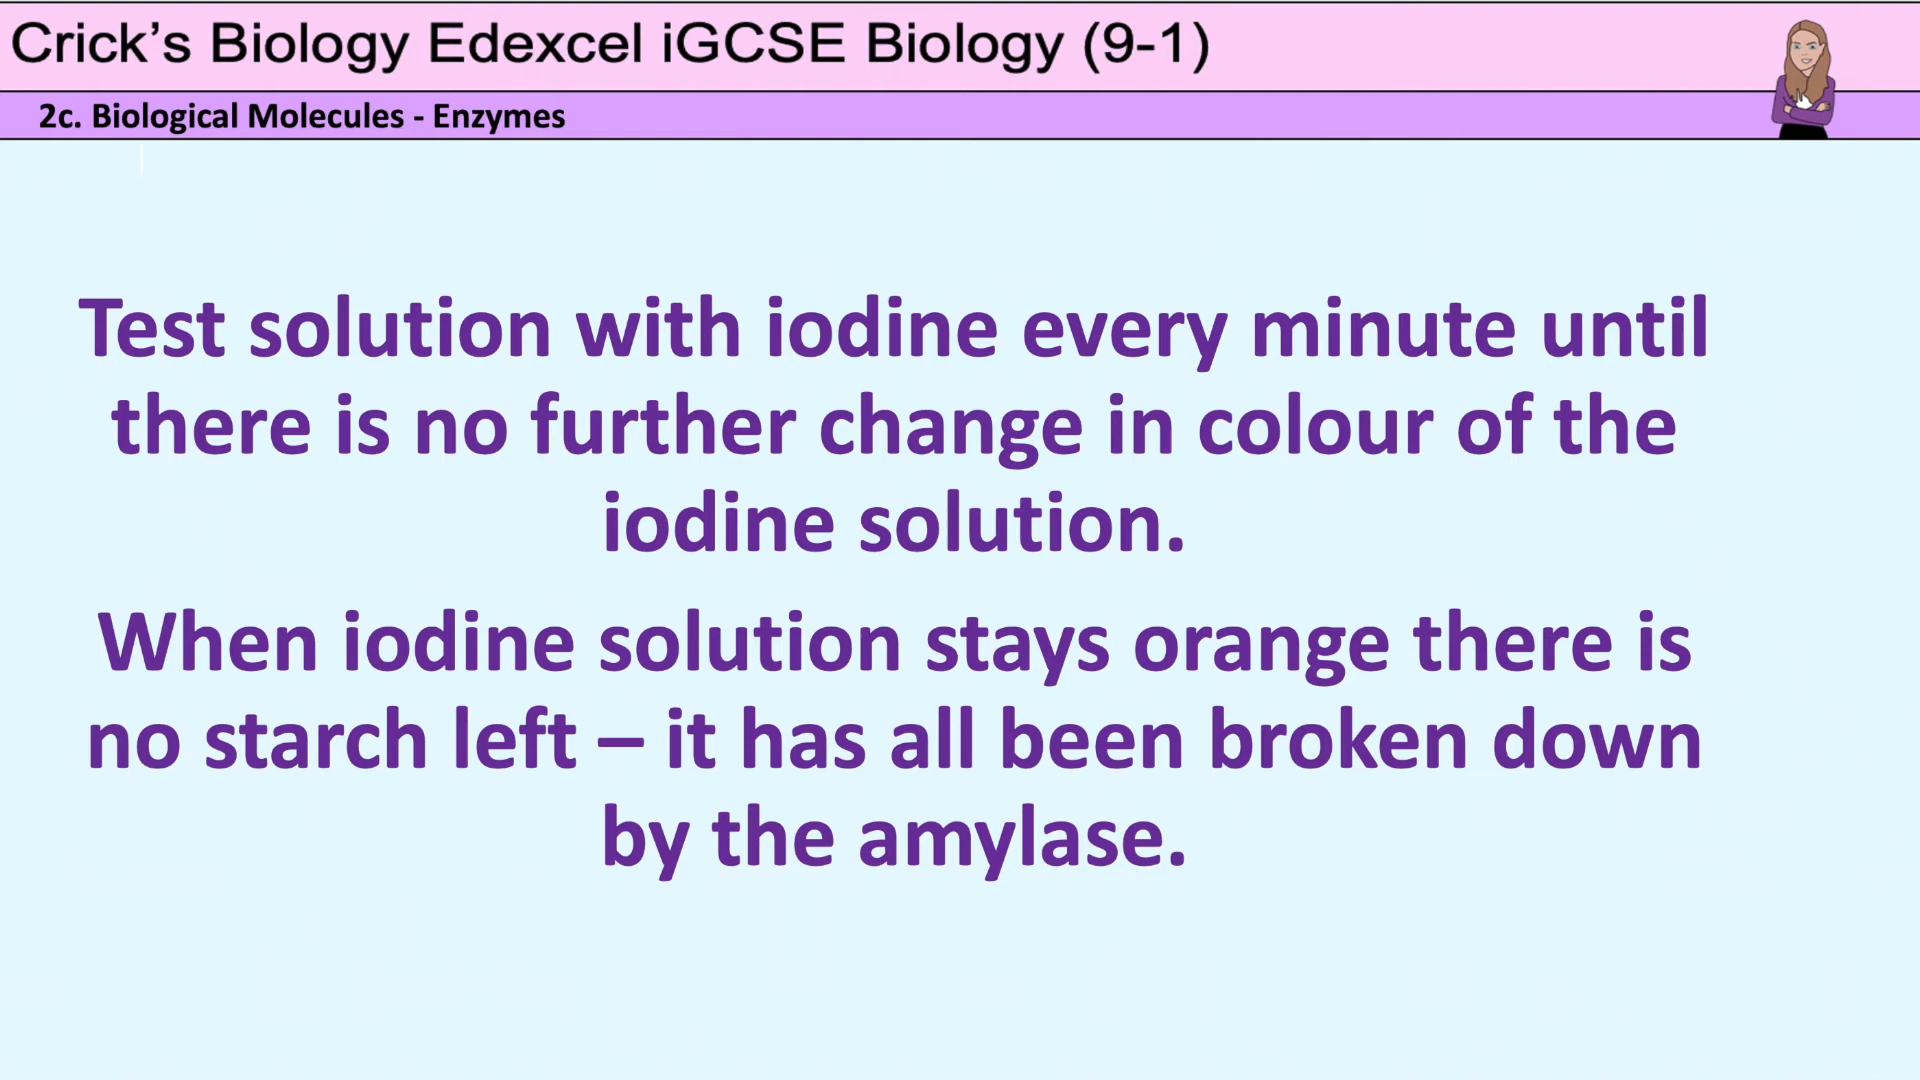 Crick's Biology Edexcel iGCSE Biology (9-1)
2c. Biological Molecules - Enzymes
Test solution with iodine every minute until
there is no further change in colour of the
iodine solution.
When iodine solution stays orange there is
no starch left – it has all been broken down
by the amylase.